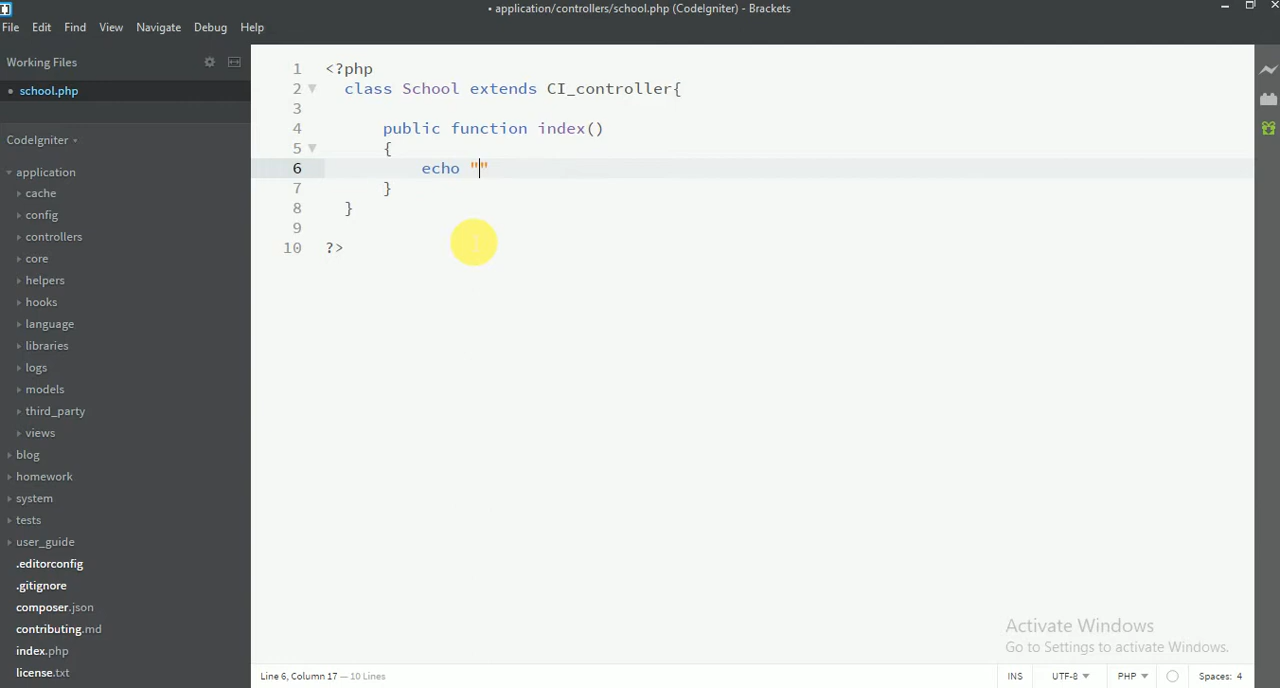 • application/controllers/school.php (CodeIgniter) - Brackets
File Edit Find View Navigate Debug Help
Working Files
• school.php
CodeIgniter
application
cache
config
controllers
core
helpers
hooks
language
libraries
logs
models
third_party
views
blog
homework
system
tests
user_guide
.editorconfig
.gitignore
composer.json
contributing.md
index.php
license.txt
1 <?php
2 class School extends CI_controller{
3
4 public function index()
5 {
6 echo ""
7 }
8 }
9
10 ?>
Activate Windows
Go to Settings to activate Windows.
Line 6, Column 17 — 10 Lines
INS UTF-8 PHP Spaces: 4